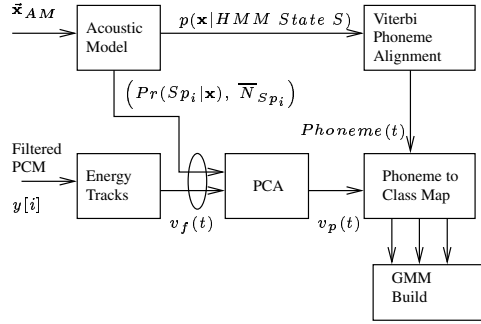 x⃗_AM
Acoustic
Model
p(x|HMM State S)
Viterbi
Phoneme
Alignment
(Pr(Sp_i|x), N̅_Sp_i)
Phoneme(t)
Filtered
PCM
y[i]
Energy
Tracks
v_f(t)
PCA
v_p(t)
Phoneme to
Class Map
GMM
Build